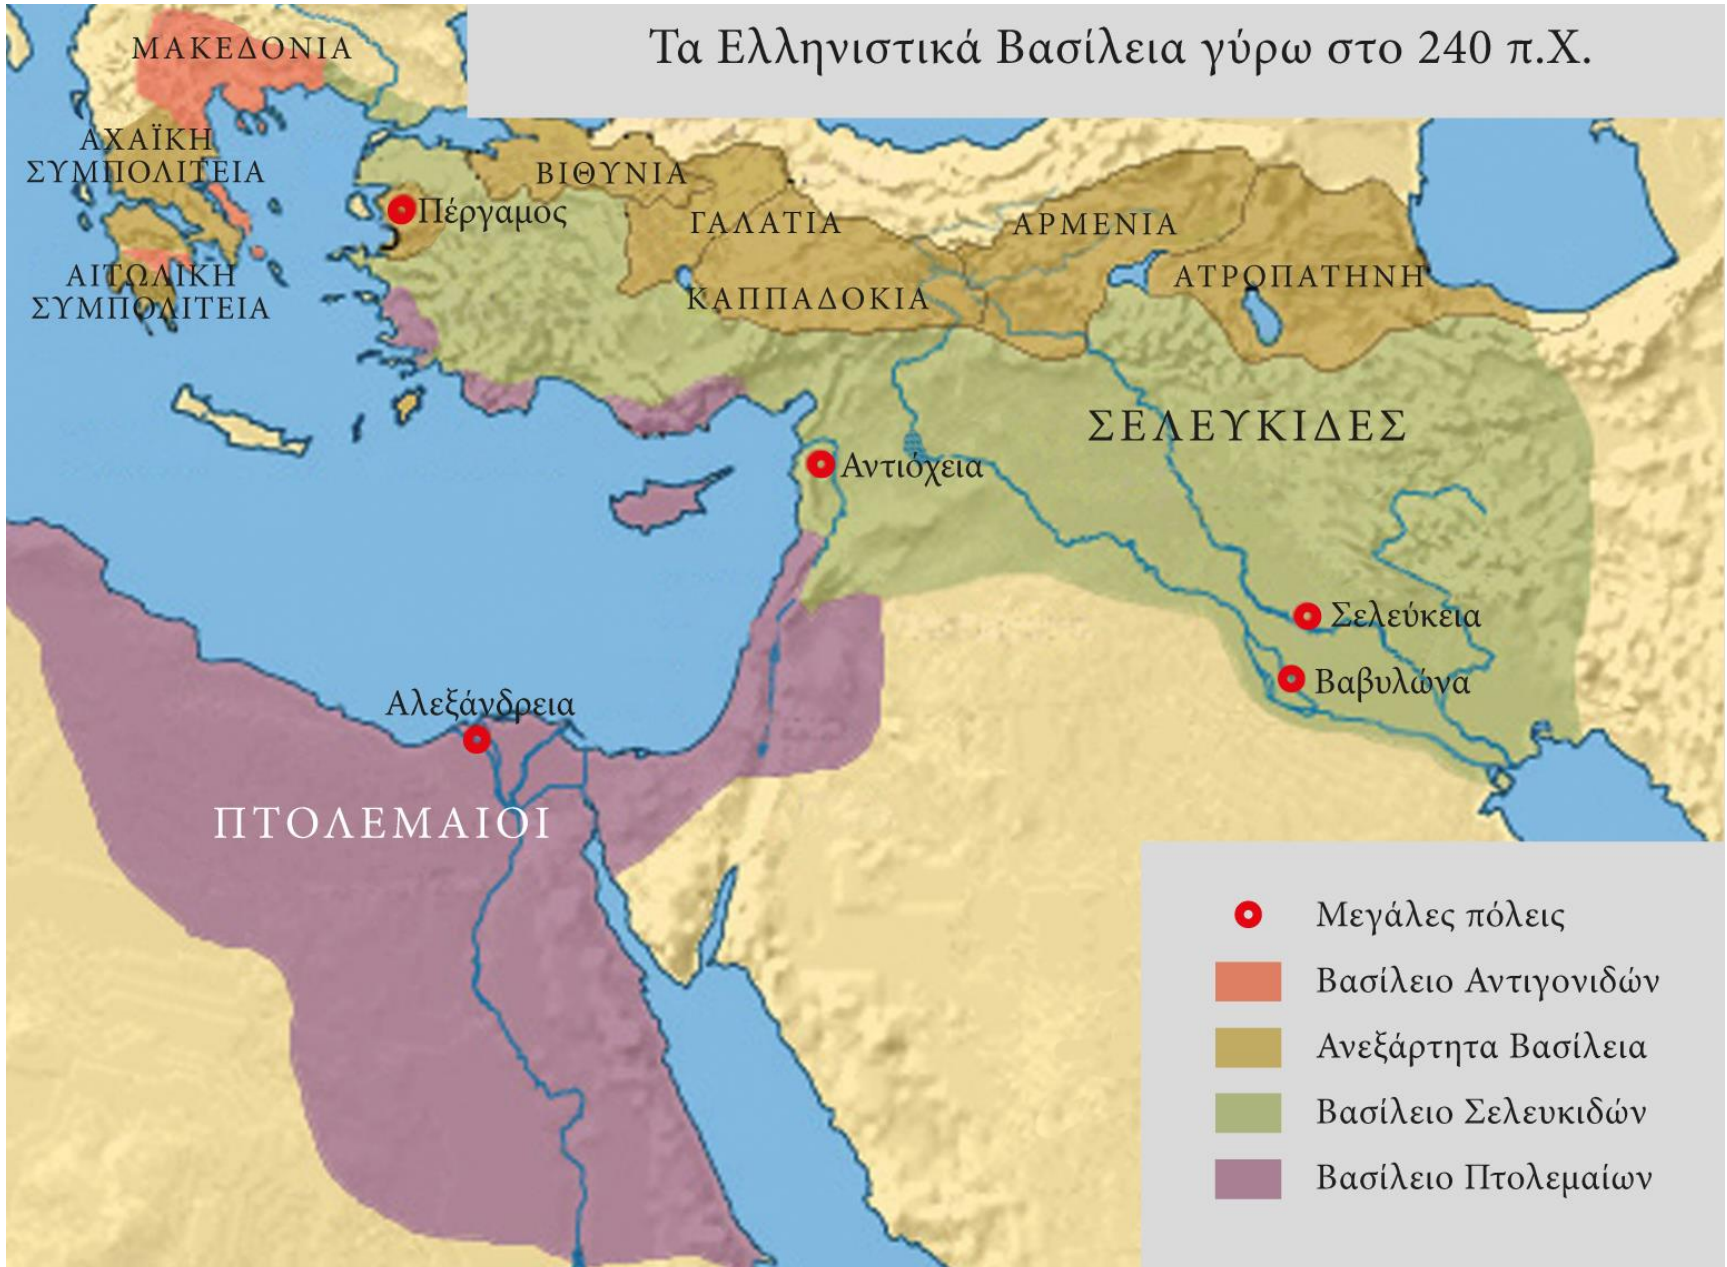 Τα Ελληνιστικά Βασίλεια γύρω στο 240 π.Χ.
ΜΑΚΕΔΟΝΙΑ
ΑΧΑΪΚΗ
ΣΥΜΠΟΛΙΤΕΙΑ
ΒΙΘΥΝΙΑ
Πέργαμος
ΓΑΛΑΤΙΑ
ΑΡΜΕΝΙΑ
ΑΙΤΩΛΙΚΗ
ΣΥΜΠΟΛΙΤΕΙΑ
ΚΑΠΠΑΔΟΚΙΑ
ΑΤΡΟΠΑΤΗΝΗ
ΣΕΛΕΥΚΙΔΕΣ
Αντιόχεια
Σελεύκεια
Βαβυλώνα
Αλεξάνδρεια
ΠΤΟΛΕΜΑΙΟΙ
Μεγάλες πόλεις
Βασίλειο Αντιγονιδών
Ανεξάρτητα Βασίλεια
Βασίλειο Σελευκιδών
Βασίλειο Πτολεμαίων